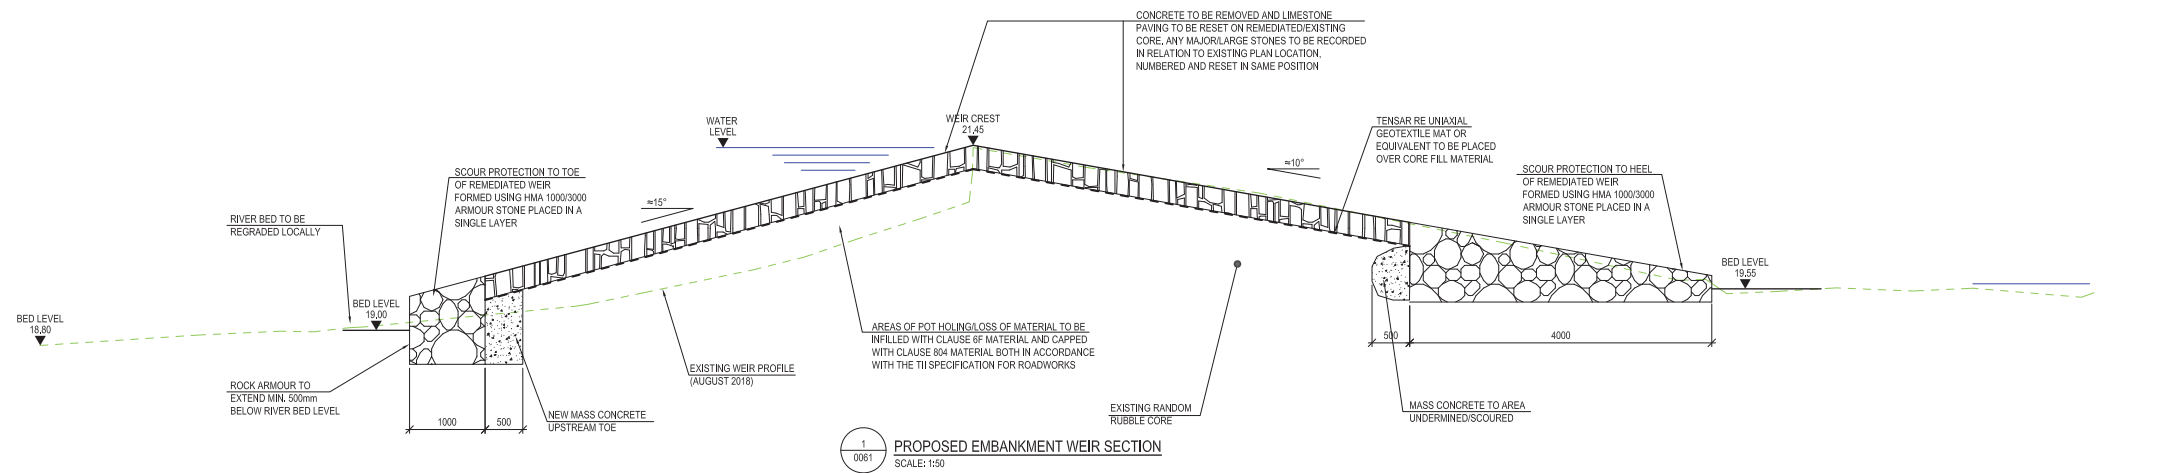 CONCRETE TO BE REMOVED AND LIMESTONE
PAVING TO BE RESET ON REMEDIATED/EXISTING
CORE. ANY MAJOR/LARGE STONES TO BE RECORDED
IN RELATION TO EXISTING PLAN LOCATION,
NUMBERED AND RESET IN SAME POSITION
WATER
LEVEL
WEIR CREST
21.45
TENSAR RE UNIAXIAL
GEOTEXTILE MAT OR
EQUIVALENT TO BE PLACED
OVER CORE FILL MATERIAL
≈10°
SCOUR PROTECTION TO HEEL
OF REMEDIATED WEIR
FORMED USING HMA 1000/3000
ARMOUR STONE PLACED IN A
SINGLE LAYER
SCOUR PROTECTION TO TOE
OF REMEDIATED WEIR
FORMED USING HMA 1000/3000
ARMOUR STONE PLACED IN A
SINGLE LAYER
≈15°
RIVER BED TO BE
REGRADED LOCALLY
BED LEVEL
19.55
BED LEVEL
19.00
BED LEVEL
18.80
AREAS OF POT HOLING/LOSS OF MATERIAL TO BE
INFILLED WITH CLAUSE 6F MATERIAL AND CAPPED
WITH CLAUSE 804 MATERIAL BOTH IN ACCORDANCE
WITH THE TII SPECIFICATION FOR ROADWORKS
500
4000
EXISTING WEIR PROFILE
(AUGUST 2018)
ROCK ARMOUR TO
EXTEND MIN. 500mm
BELOW RIVER BED LEVEL
1000
500
NEW MASS CONCRETE
UPSTREAM TOE
EXISTING RANDOM
RUBBLE CORE
MASS CONCRETE TO AREA
UNDERMINED/SCOURED
1
0061
PROPOSED EMBANKMENT WEIR SECTION
SCALE: 1:50